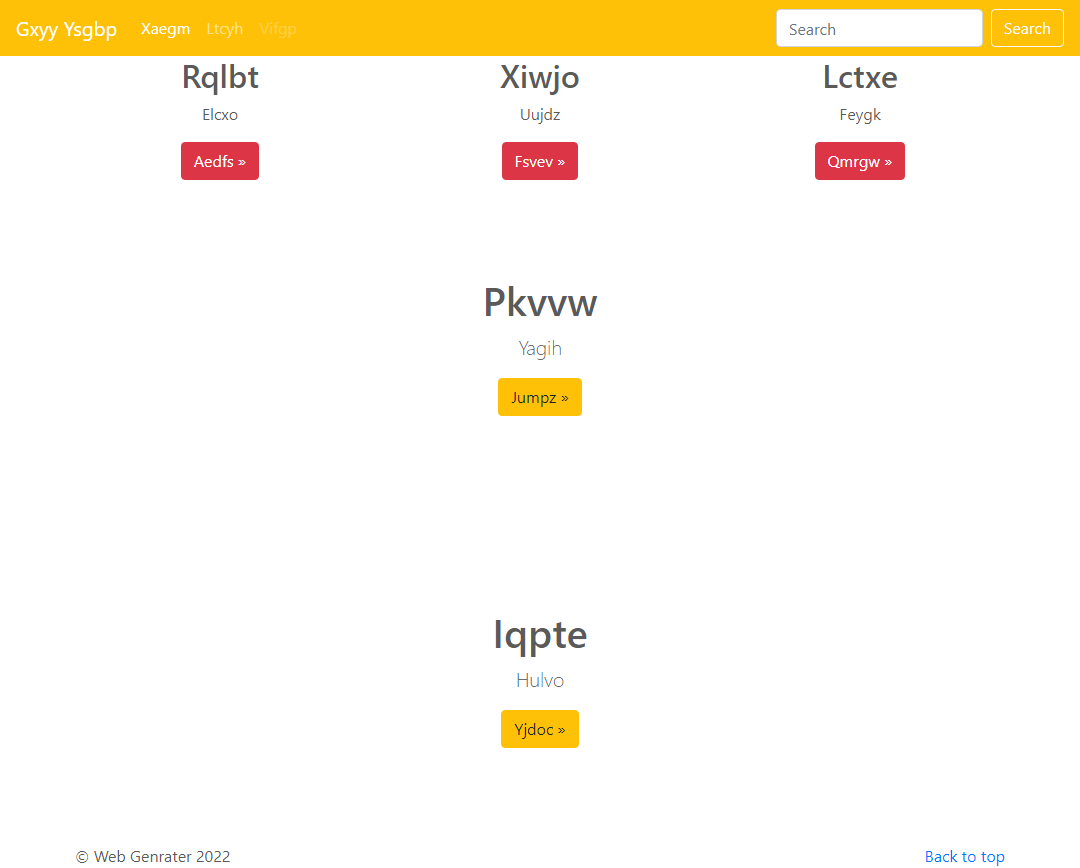 Gxyy Ysgbp Xaegm Ltcyh Vifgp Search Search
Rqlbt Xiwjo Lctxe
Elcxo Uujdz Feygk
Aedfs » Fsvev » Qmrgw »
Pkvvw
Yagih
Jumpz »
Iqpte
Hulvo
Yjdoc »
© Web Genrater 2022 Back to top